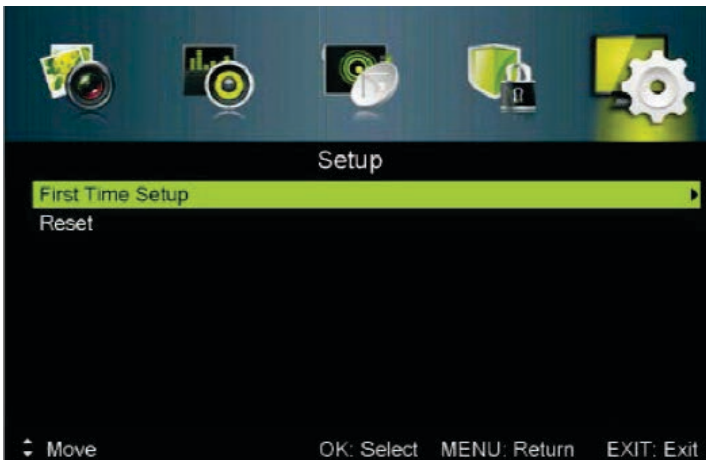 Setup
First Time Setup
Reset
Move OK: Select MENU: Return EXIT: Exit